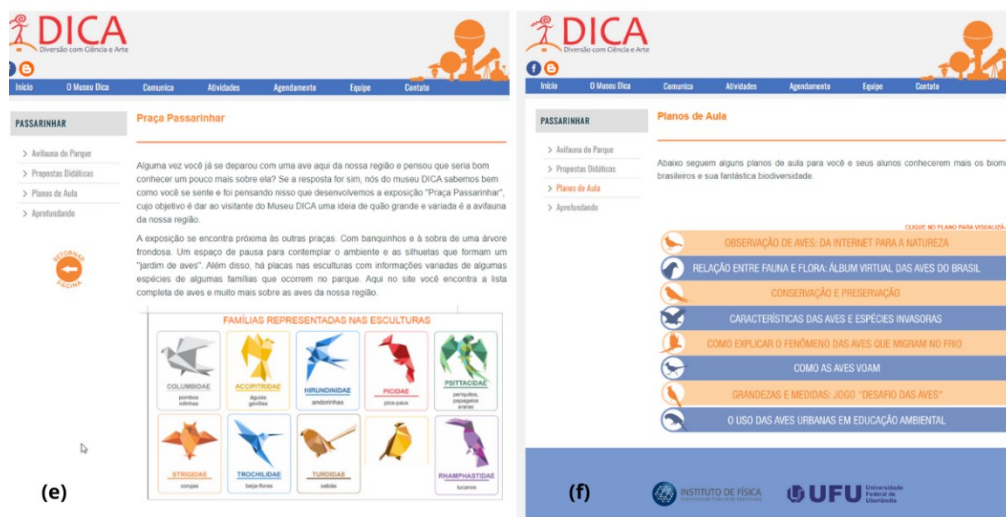 DICA
Diversão com Ciência e Arte
Início O Museu Dica Comunica Atividades Agendamento Equipe Contato
PASSARINHAR
> Avifauna do Parque
> Propostas Didáticas
> Planos de Aula
> Aprofundando
RETORNAR PÁGINA
Praça Passarinhar
Alguma vez você já se deparou com uma ave aqui da nossa região e pensou que seria bom
conhecer um pouco mais sobre ela? Se a resposta for sim, nós do museu DICA sabemos bem
como você se sente e foi pensando nisso que desenvolvemos a exposição "Praça Passarinhar",
cujo objetivo é dar ao visitante do Museu DICA uma ideia de quão grande e variada é a avifauna
da nossa região.
A exposição se encontra próxima às outras praças. Com banquinhos e à sobra de uma árvore
frondosa. Um espaço de pausa para contemplar o ambiente e as silhuetas que formam um
"jardim de aves". Além disso, há placas nas esculturas com informações variadas de algumas
espécies de algumas famílias que ocorrem no parque. Aqui no site você encontra a lista
completa de aves e muito mais sobre as aves da nossa região.
FAMÍLIAS REPRESENTADAS NAS ESCULTURAS
COLUMBIDAE
pombos
rolinhas
ACCIPITRIDAE
águias
gaviões
HIRUNDINIDAE
andorinhas
PICIDAE
pica-paus
PSITTACIDAE
periquitos,
papagaios
araras
STRIGIDAE
corujas
TROCHILIDAE
beija-flores
TURDIDAE
sabiás
RHAMPHASTIDAE
tucanos
(e)
DICA
Diversão com Ciência e Arte
Início O Museu Dica Comunica Atividades Agendamento Equipe Contato
PASSARINHAR
> Avifauna do Parque
> Propostas Didáticas
> Planos de Aula
> Aprofundando
Planos de Aula
Abaixo seguem alguns planos de aula para você e seus alunos conhecerem mais os biom
brasileiros e sua fantástica biodiversidade.
CLIQUE NO PLANO PARA VISUALIZÁ-
OBSERVAÇÃO DE AVES: DA INTERNET PARA A NATUREZA
RELAÇÃO ENTRE FAUNA E FLORA: ÁLBUM VIRTUAL DAS AVES DO BRASIL
CONSERVAÇÃO E PRESERVAÇÃO
CARACTERÍSTICAS DAS AVES E ESPÉCIES INVASORAS
COMO EXPLICAR O FENÔMENO DAS AVES QUE MIGRAM NO FRIO
COMO AS AVES VOAM
GRANDEZAS E MEDIDAS: JOGO "DESAFIO DAS AVES"
O USO DAS AVES URBANAS EM EDUCAÇÃO AMBIENTAL
(f)
INSTITUTO DE FÍSICA
UFU
Universidade
Federal de
Uberlândia